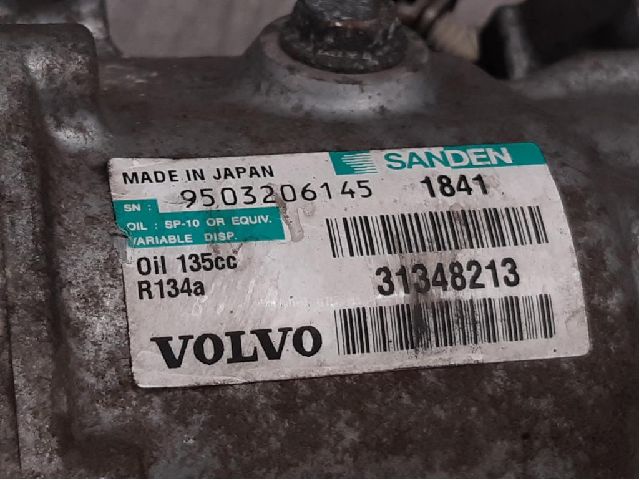 MADE IN JAPAN SANDEN
SN : 9503206145 1841
OIL : SP-10 OR EQUIV.
VARIABLE DISP.
Oil 135cc
R134a
31348213
VOLVO